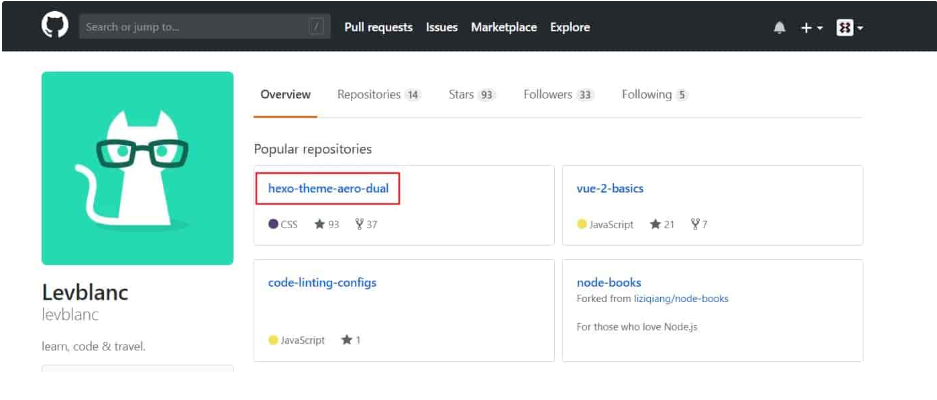 Search or jump to... / Pull requests Issues Marketplace Explore
Overview Repositories 14 Stars 93 Followers 33 Following 5
Popular repositories
hexo-theme-aero-dual
CSS 93 37
vue-2-basics
JavaScript 21 7
code-linting-configs
JavaScript 1
node-books
Forked from liziqiang/node-books
For those who love Node.js
Levblanc
levblanc
learn, code & travel.